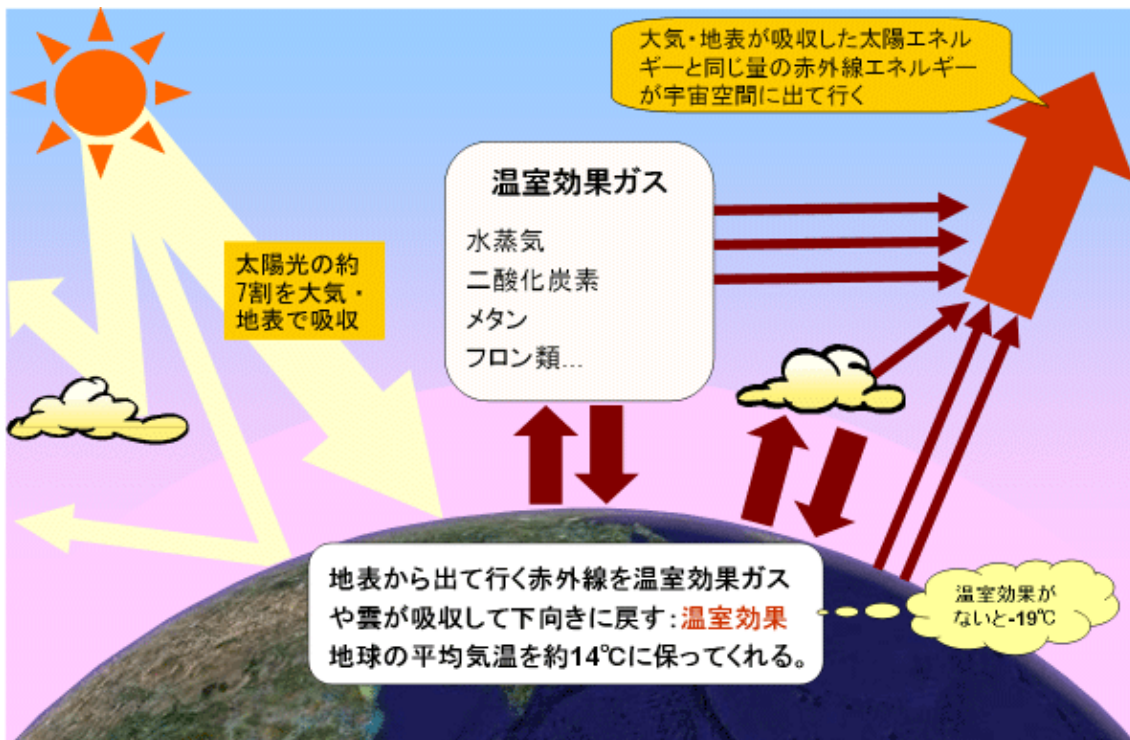 大気・地表が吸収した太陽エネル
ギーと同じ量の赤外線エネルギー
が宇宙空間に出て行く
温室効果ガス
水蒸気
二酸化炭素
メタン
フロン類…
太陽光の約
7割を大気・
地表で吸収
地表から出て行く赤外線を温室効果ガス
や雲が吸収して下向きに戻す：温室効果
地球の平均気温を約14℃に保ってくれる。
温室効果が
ないと-19℃